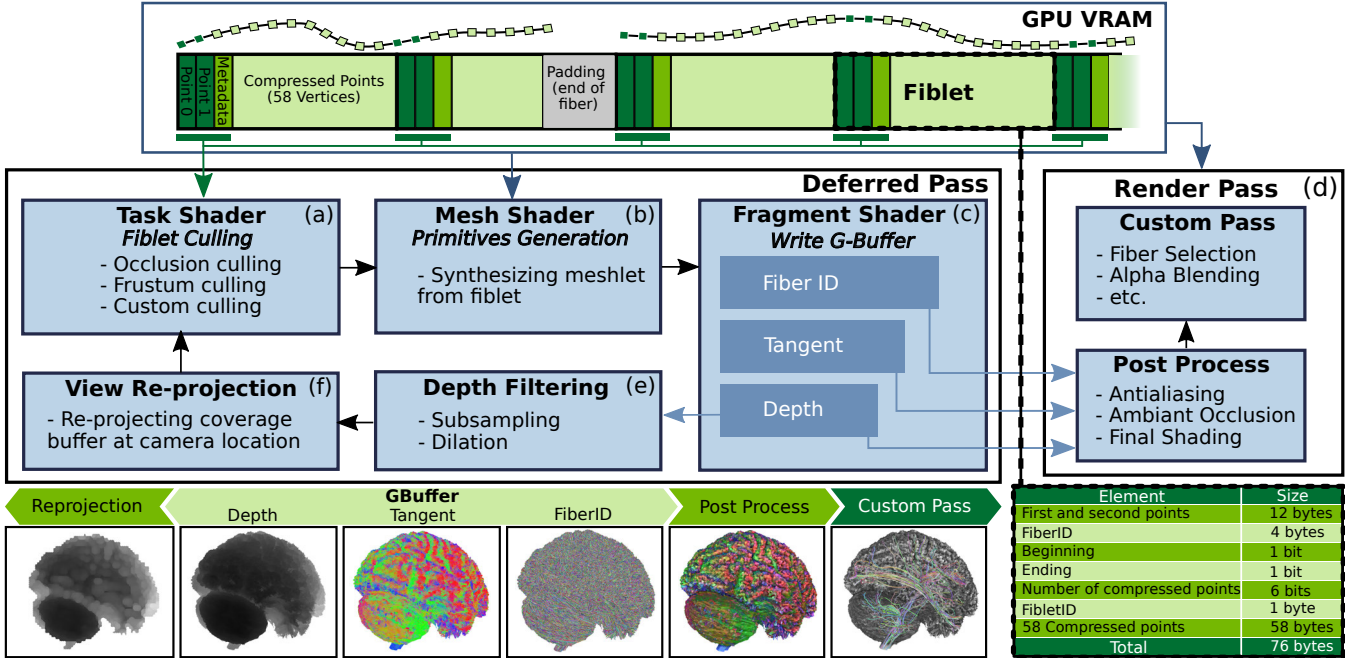 GPU VRAM
Point 0
Point 1
Metadata
Compressed Points
(58 Vertices)
Padding
(end of
fiber)
Fiblet
Deferred Pass
Task Shader (a)
Fiblet Culling
- Occlusion culling
- Frustum culling
- Custom culling
Mesh Shader (b)
Primitives Generation
- Synthesizing meshlet
from fiblet
Fragment Shader (c)
Write G-Buffer
Fiber ID
Tangent
Depth
View Re-projection (f)
- Re-projecting coverage
buffer at camera location
Depth Filtering (e)
- Subsampling
- Dilation
Render Pass (d)
Custom Pass
- Fiber Selection
- Alpha Blending
- etc.
Post Process
- Antialiasing
- Ambiant Occlusion
- Final Shading
Reprojection
GBuffer
Depth
Tangent
FiberID
Post Process
Custom Pass
Element Size
First and second points 12 bytes
FiberID 4 bytes
Beginning 1 bit
Ending 1 bit
Number of compressed points 6 bits
FibletID 1 byte
58 Compressed points 58 bytes
Total 76 bytes